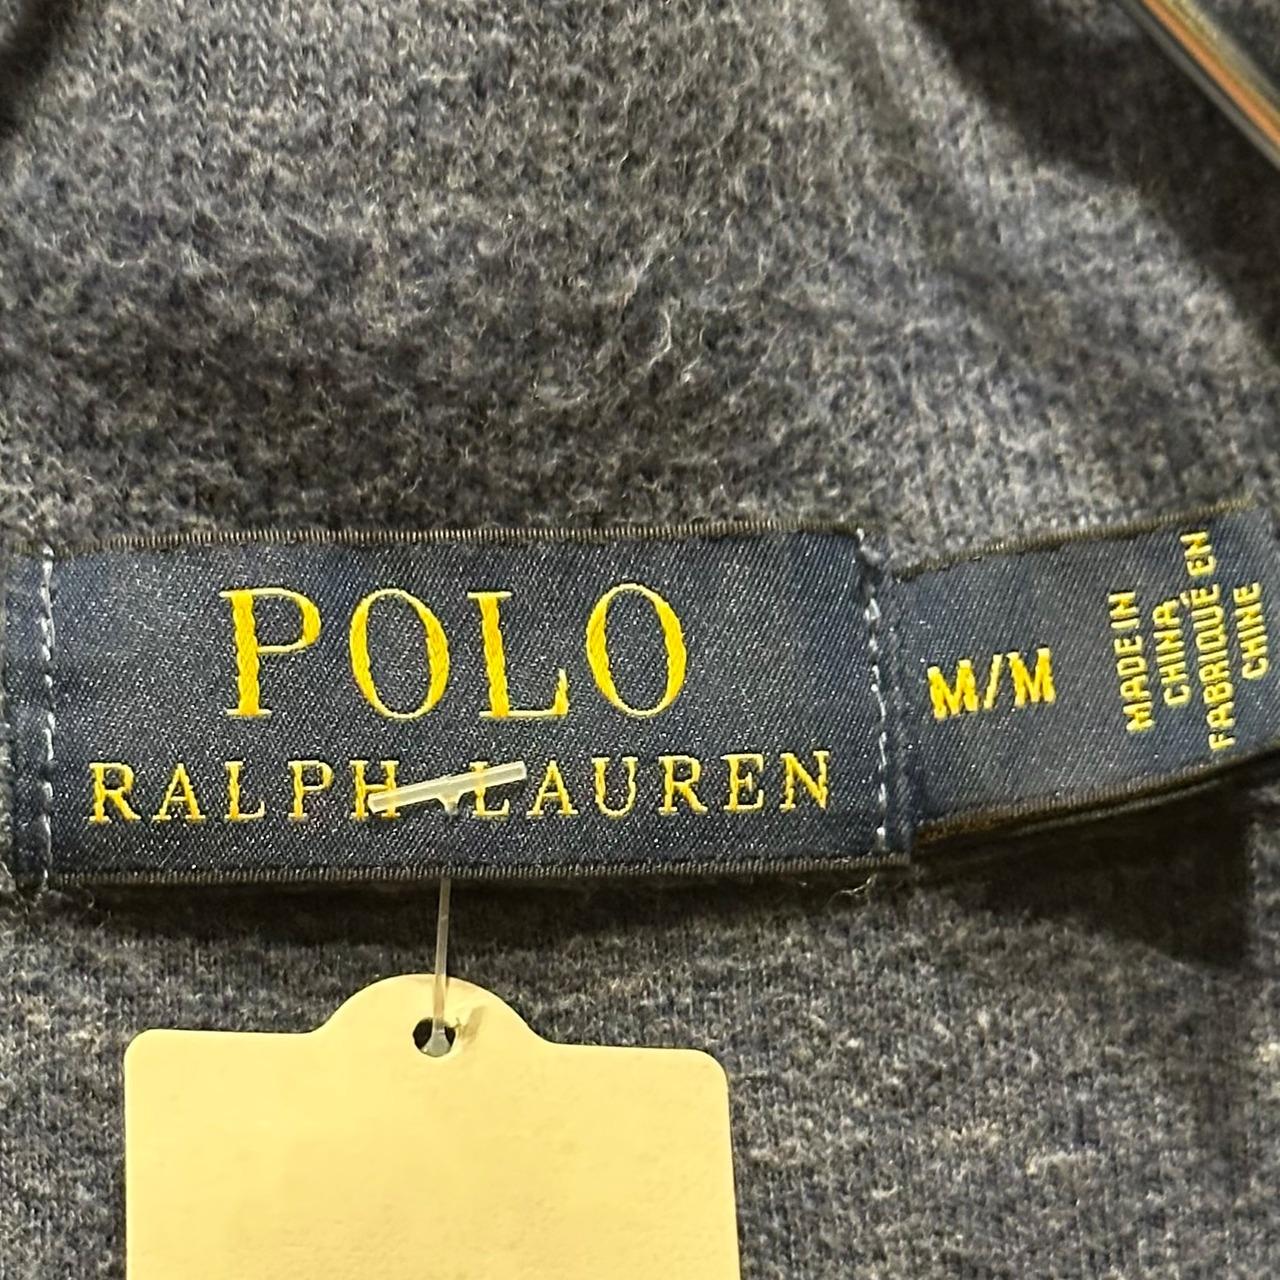 POLO
RALPH LAUREN
M/M
MADE IN
CHINA
FABRIQUÉ EN
CHINE